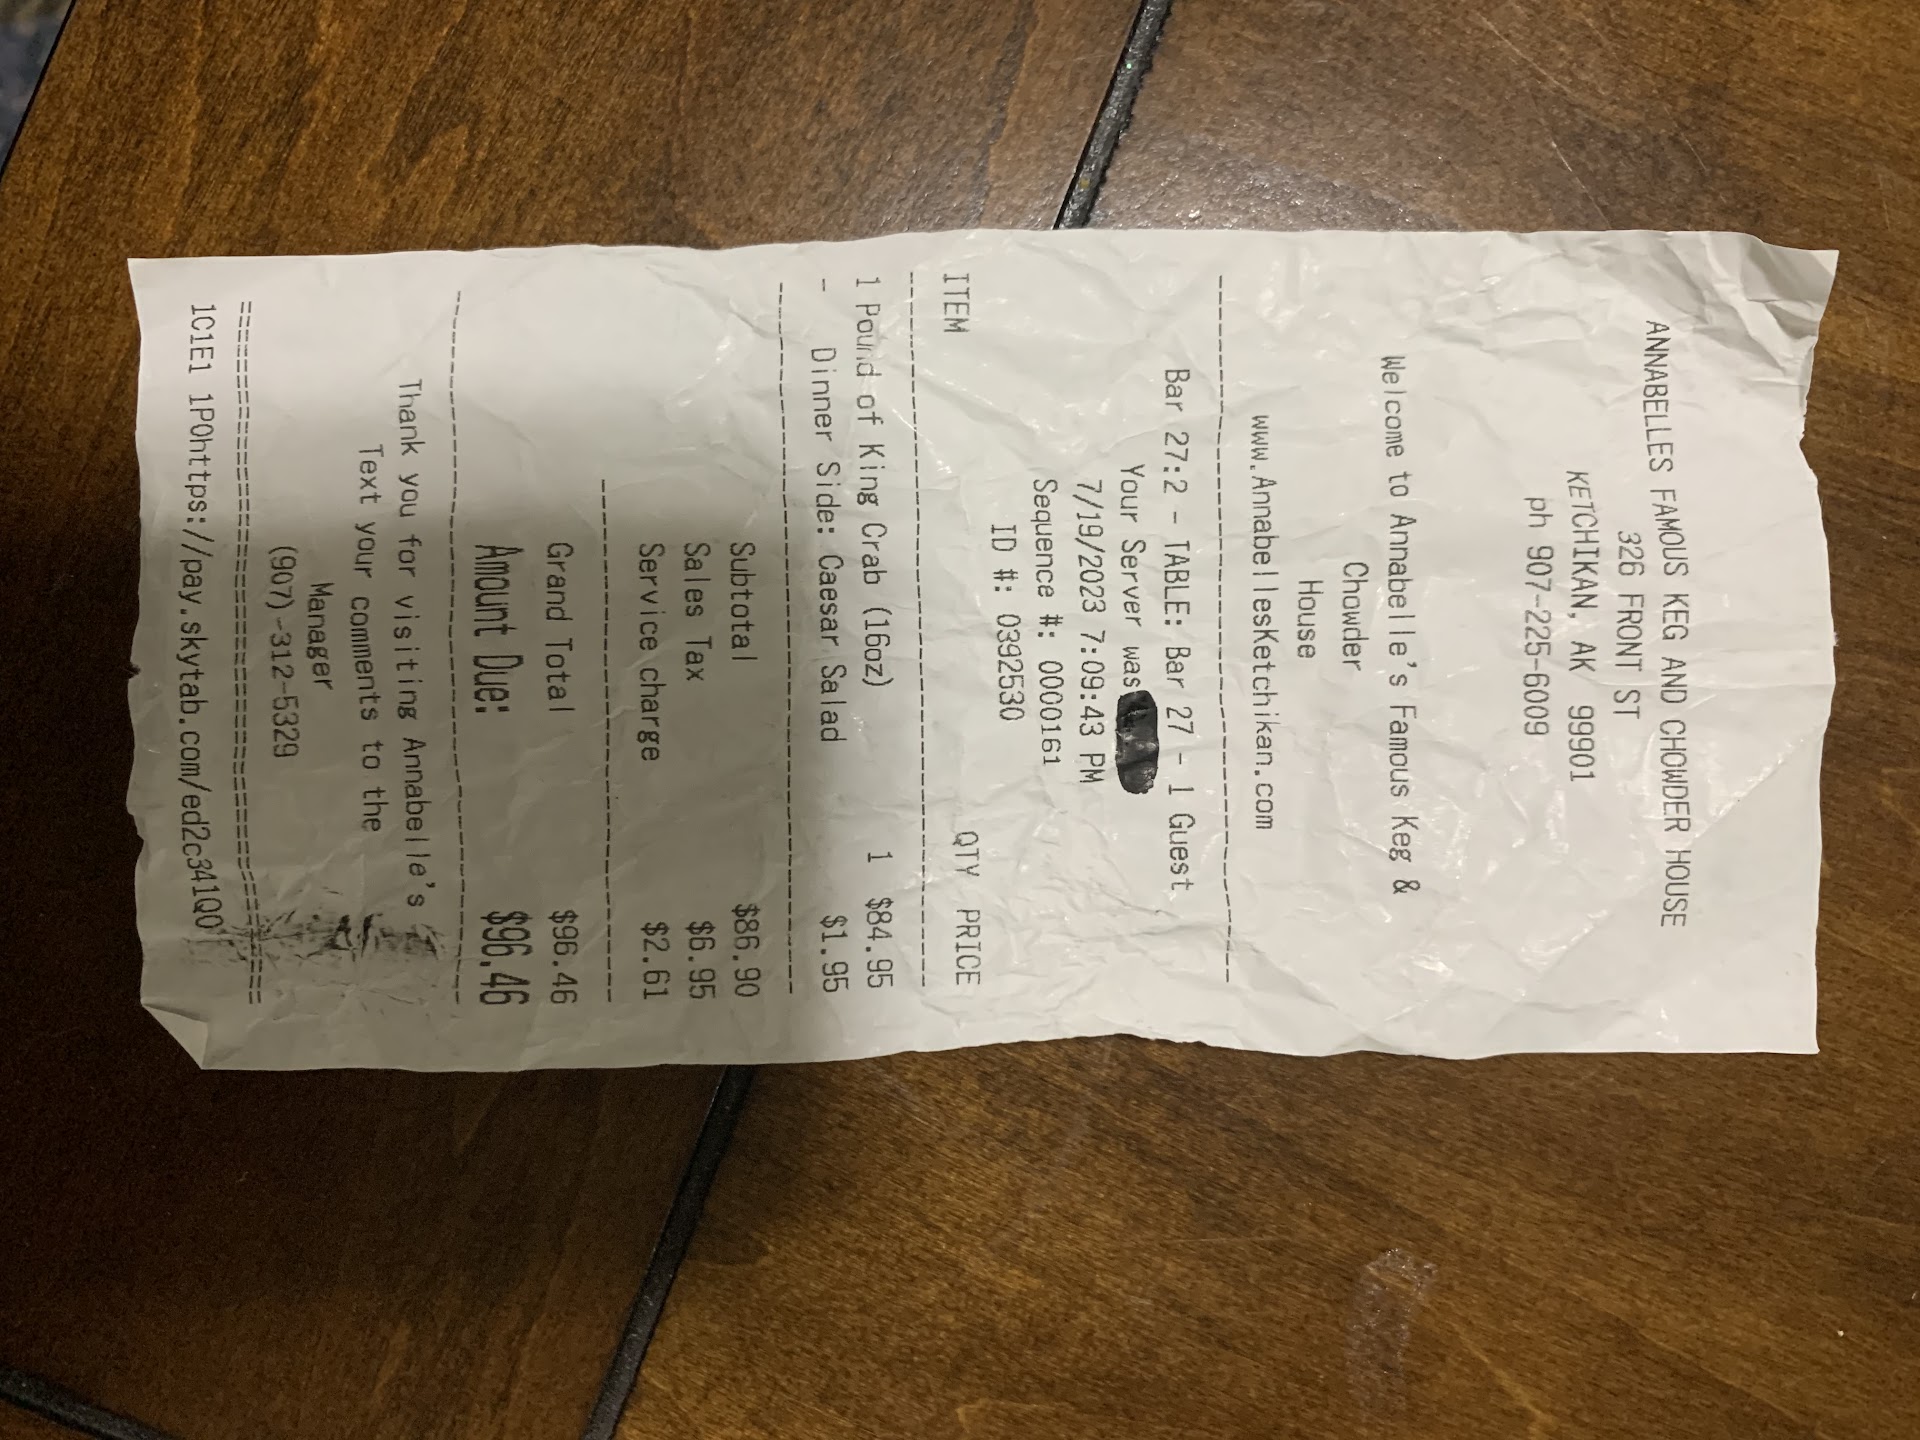 ANNABELLES FAMOUS KEG AND CHOWDER HOUSE
326 FRONT ST
KETCHIKAN, AK 99901
ph 907-225-6009
Welcome to Annabelle's Famous Keg &
Chowder
House
www.AnnabellesKetchikan.com
Bar 27:2 - TABLE: Bar 27 - 1 Guest
Your Server was
7/19/2023 7:09:43 PM
Sequence #: 0000161
ID #: 0392530
ITEM QTY PRICE
1 Pound of King Crab (16oz) 1 $84.95
- Dinner Side: Caesar Salad $1.95
Subtotal $86.90
Sales Tax $6.95
Service charge $2.61
Grand Total $96.46
Amount Due: $96.46
Thank you for visiting Annabelle's
Text your comments to the
Manager
(907)-312-5329
1C1E1 1P0https://pay.skytab.com/ed2c341Q0